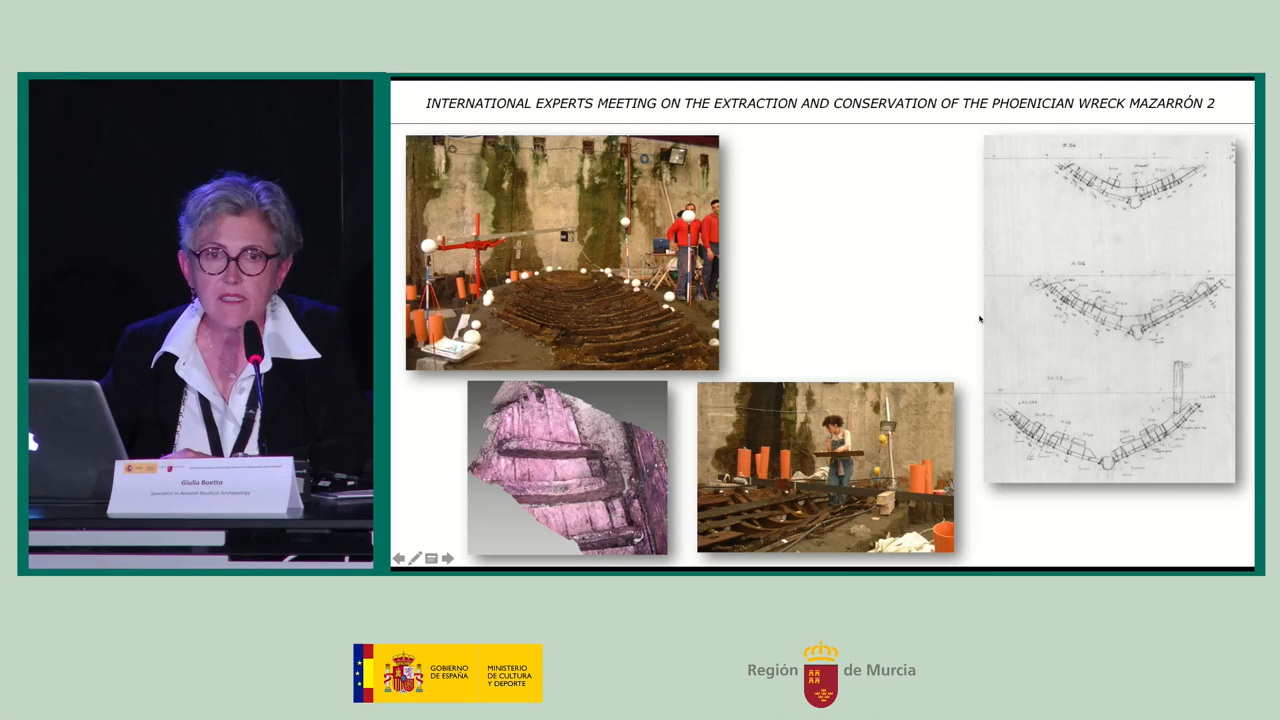 INTERNATIONAL EXPERTS MEETING ON THE EXTRACTION AND CONSERVATION OF THE PHOENICIAN WRECK MAZARRÓN 2
Giulia Boetto
Specialist in Ancient Nautical Archaeology
GOBIERNO
DE ESPAÑA
MINISTERIO
DE CULTURA
Y DEPORTE
Región de Murcia